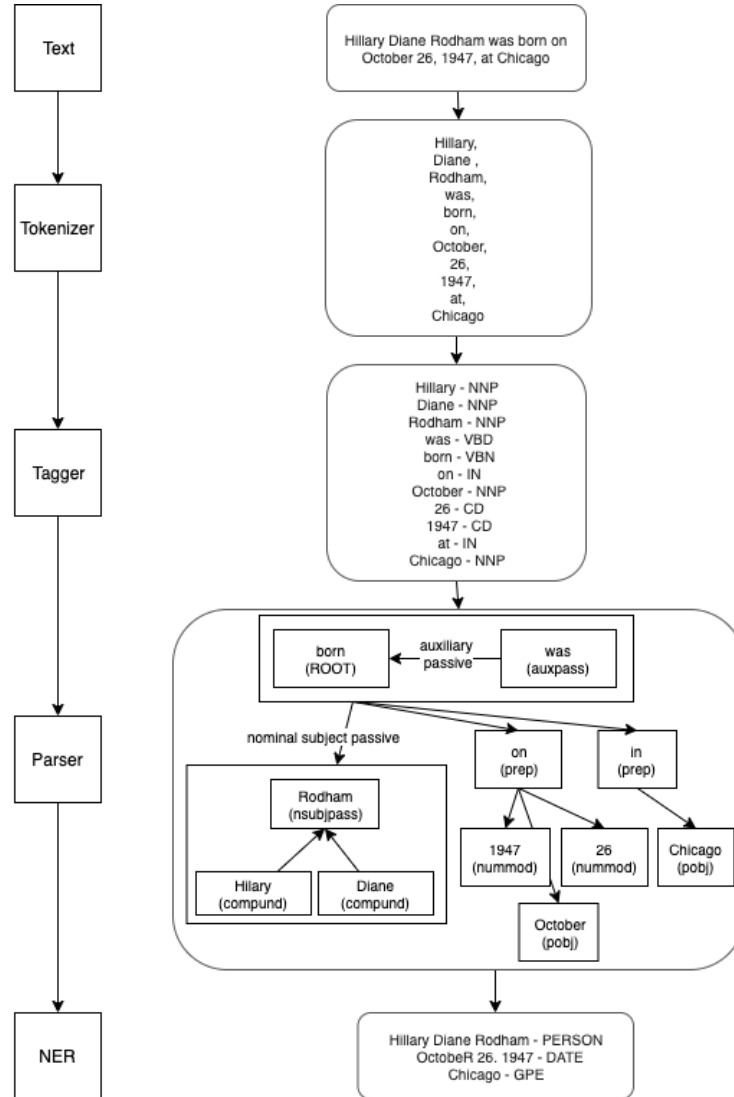 Text
Hillary Diane Rodham was born on
October 26, 1947, at Chicago
Tokenizer
Hillary,
Diane ,
Rodham,
was,
born,
on,
October,
26,
1947,
at,
Chicago
Tagger
Hillary - NNP
Diane - NNP
Rodham - NNP
was - VBD
born - VBN
on - IN
October - NNP
26 - CD
1947 - CD
at - IN
Chicago - NNP
Parser
born
(ROOT)
auxiliary
passive
was
(auxpass)
nominal subject passive
on
(prep)
in
(prep)
Rodham
(nsubjpass)
1947
(nummod)
26
(nummod)
Chicago
(pobj)
Hilary
(compund)
Diane
(compund)
October
(pobj)
NER
Hillary Diane Rodham - PERSON
OctobeR 26. 1947 - DATE
Chicago - GPE